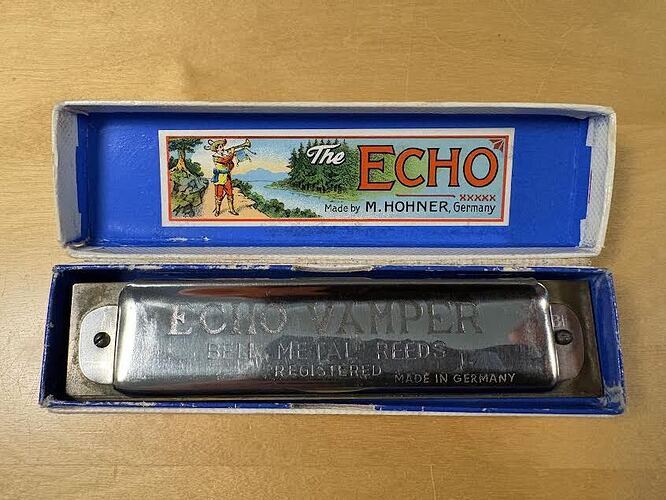 The ECHO
xxxxx
Made by M. HOHNER, Germany
ECHO VAMPER
BELL METAL REEDS
REGISTERED
MADE IN GERMANY